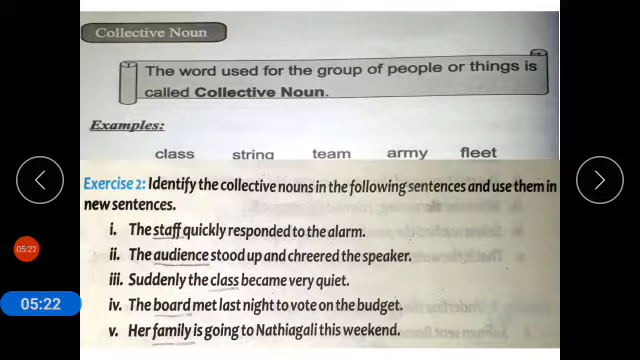 Collective Noun
The word used for the group of people or things is
called Collective Noun.
Examples:
class string team army fleet
Exercise 2: Identify the collective nouns in the following sentences and use them in
new sentences.
i. The staff quickly responded to the alarm.
ii. The audience stood up and chreered the speaker.
iii. Suddenly the class became very quiet.
iv. The board met last night to vote on the budget.
v. Her family is going to Nathiagali this weekend.
05:22
05:22